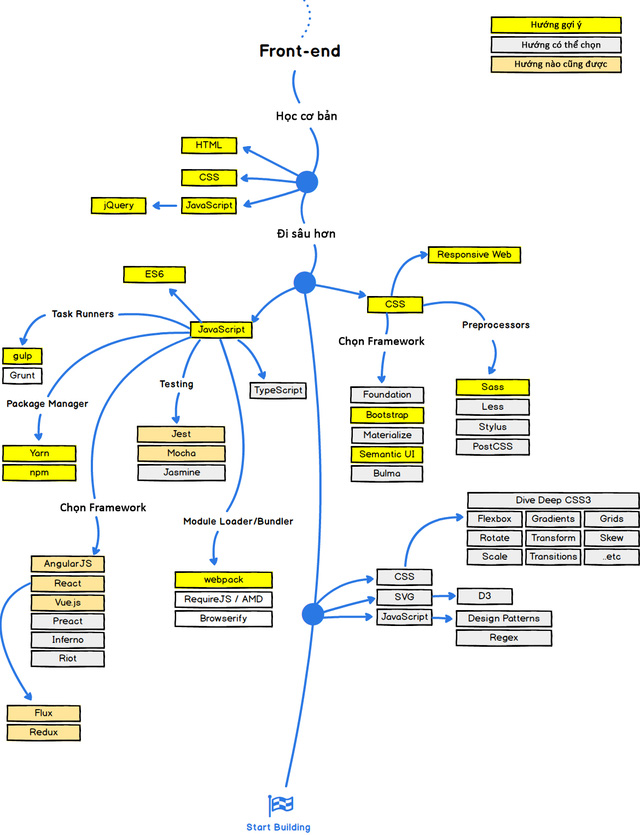 Front-end
Hướng gợi ý
Hướng có thể chọn
Hướng nào cũng được
Học cơ bản
HTML
CSS
jQuery
JavaScript
Đi sâu hơn
Responsive Web
ES6
CSS
Task Runners
JavaScript
Preprocessors
Chọn Framework
gulp
Grunt
Testing
TypeScript
Package Manager
Foundation
Bootstrap
Materialize
Semantic UI
Bulma
Sass
Less
Stylus
PostCSS
Yarn
npm
Jest
Mocha
Jasmine
Chọn Framework
Module Loader/Bundler
Dive Deep CSS3
Flexbox Gradients Grids
Rotate Transform Skew
Scale Transitions ..etc
AngularJS
React
Vue.js
Preact
Inferno
Riot
webpack
RequireJS / AMD
Browserify
CSS
SVG
D3
JavaScript
Design Patterns
Regex
Flux
Redux
Start Building